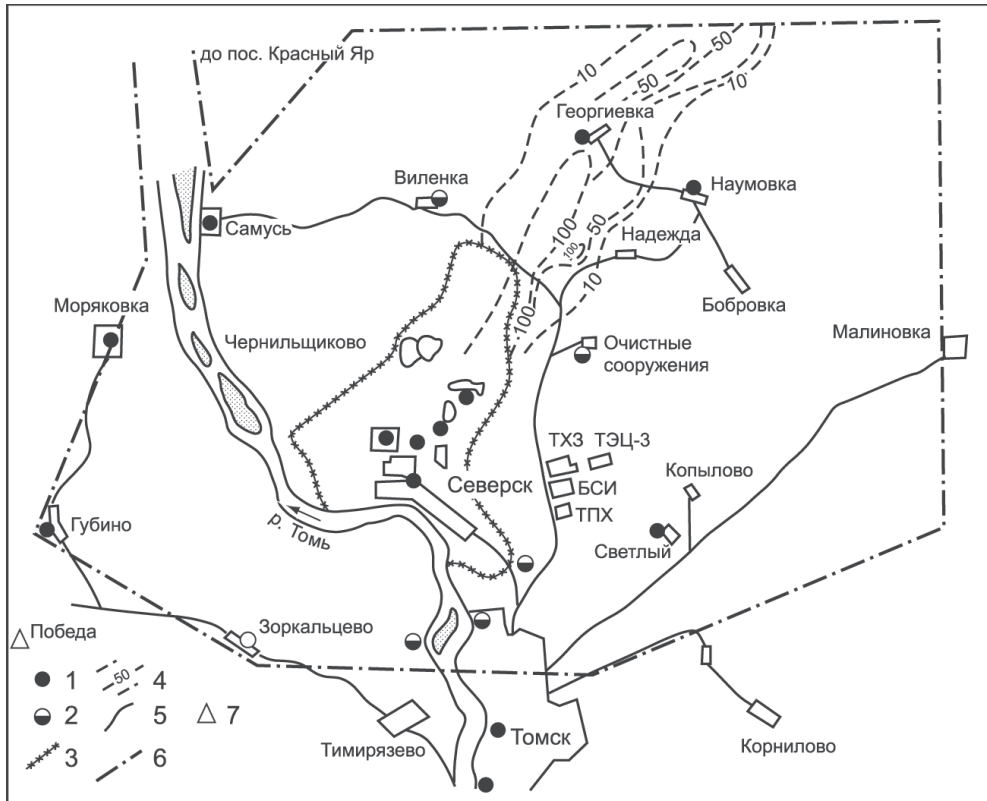 до пос. Красный Яр
10
50
50
10
Георгиевка
Виленка
Наумовка
Самусь
100
50
Надежда
100
10
Бобровка
Моряковка
100
Чернильщиково
Очистные
сооружения
Малиновка
ТХЗ
ТЭЦ-3
Северск
БСИ
Копылово
ТПХ
р. Томь
Губино
Светлый
Победа
Зоркальцево
1
50
4
2
5
7
3
6
Тимирязево
Томск
Корнилово